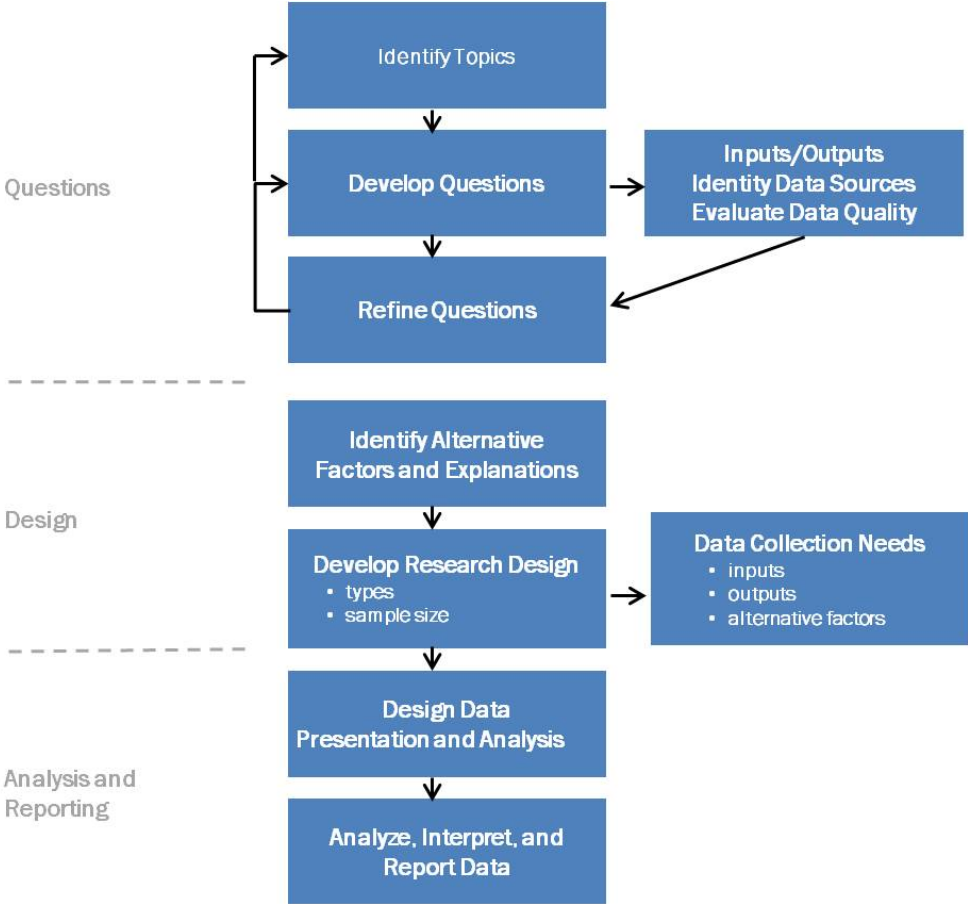 Identify Topics
Questions
Develop Questions
Inputs/Outputs
Identity Data Sources
Evaluate Data Quality
Refine Questions
Identify Alternative
Factors and Explanations
Design
Develop Research Design
• types
• sample size
Data Collection Needs
• inputs
• outputs
• alternative factors
Design Data
Presentation and Analysis
Analysis and
Reporting
Analyze, Interpret, and
Report Data